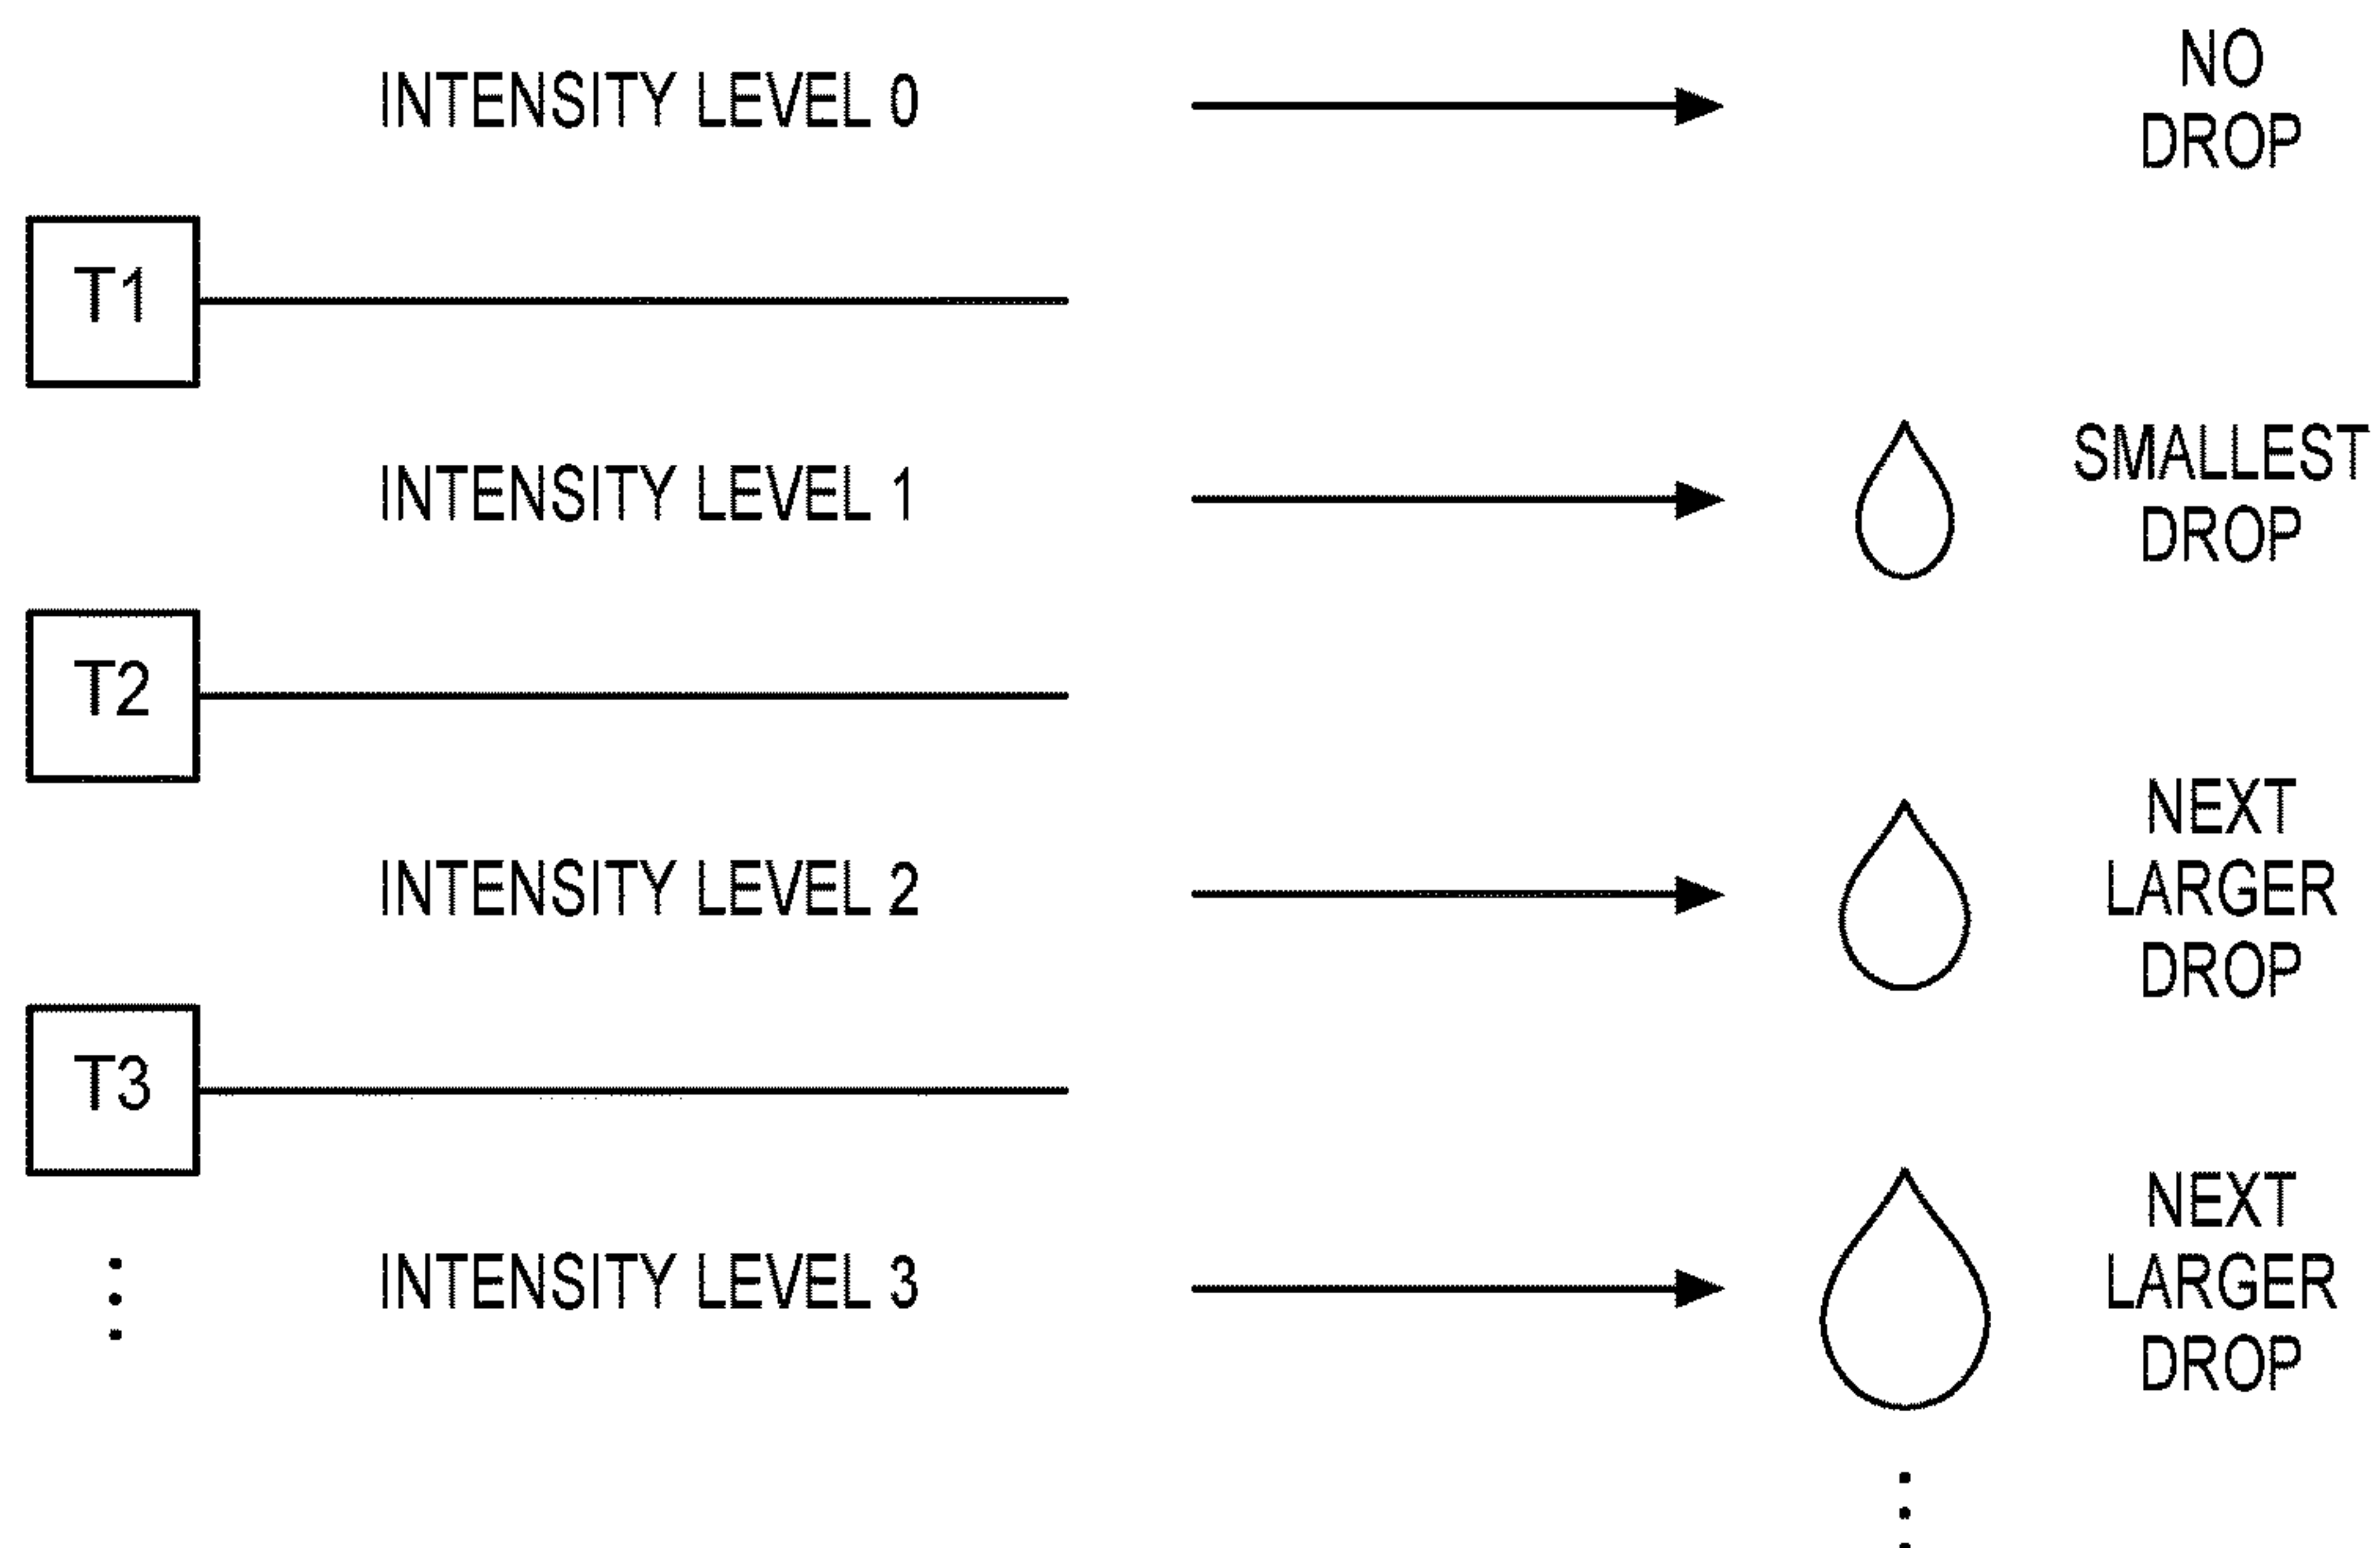 INTENSITY LEVEL 0
NO
DROP
T1
INTENSITY LEVEL 1
SMALLEST
DROP
T2
INTENSITY LEVEL 2
NEXT
LARGER
DROP
T3
INTENSITY LEVEL 3
NEXT
LARGER
DROP